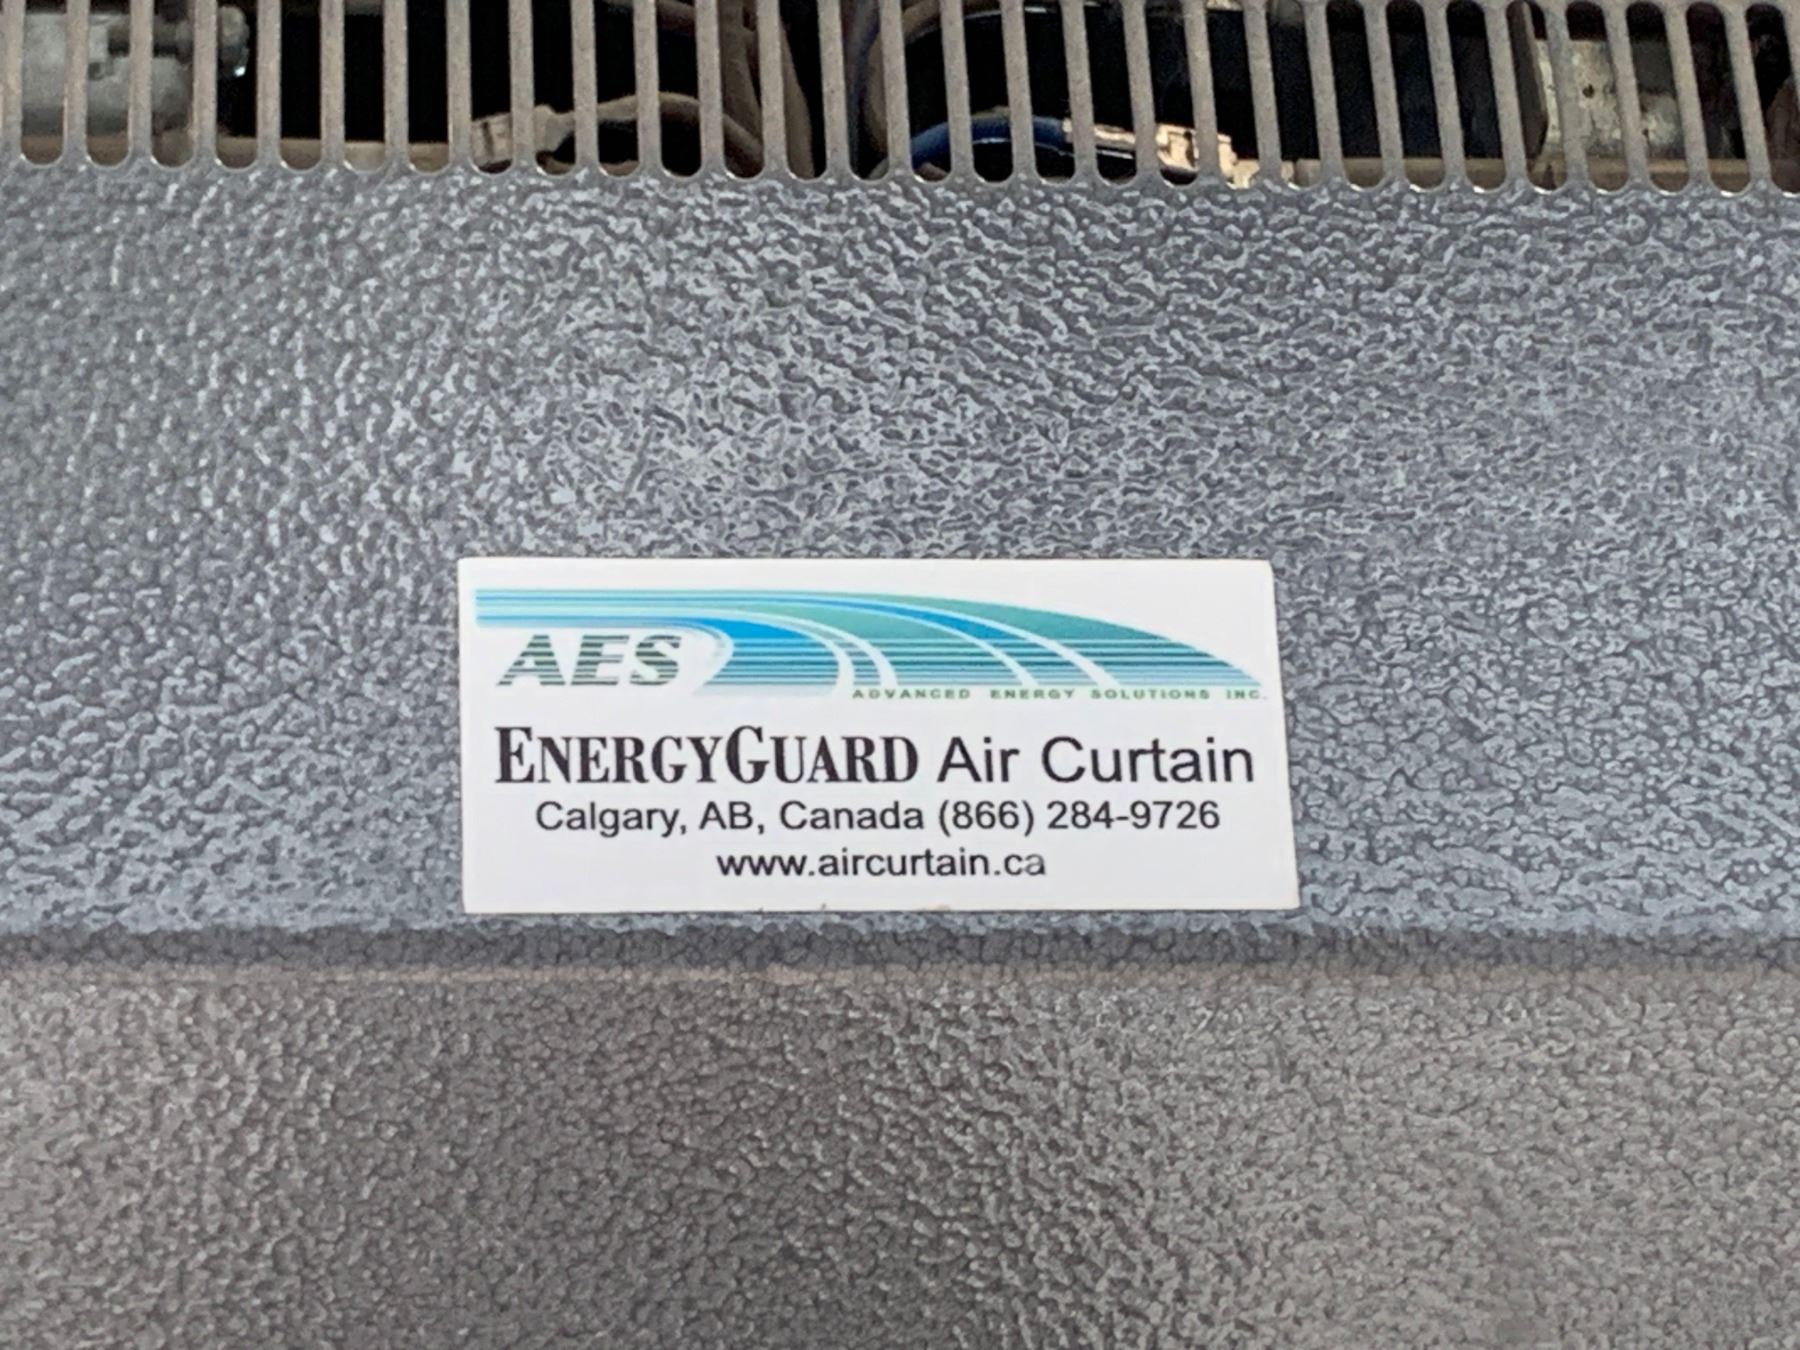 AES
ADVANCED ENERGY SOLUTIONS INC.
ENERGYGUARD Air Curtain
Calgary, AB, Canada (866) 284-9726
www.aircurtain.ca